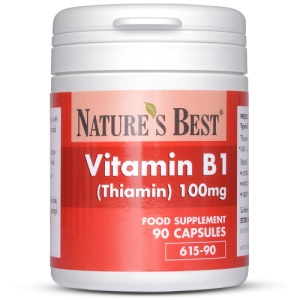 NATURE'S BEST®
Vitamin B1
(Thiamin) 100mg
FOOD SUPPLEMENT
90 CAPSULES
615-90